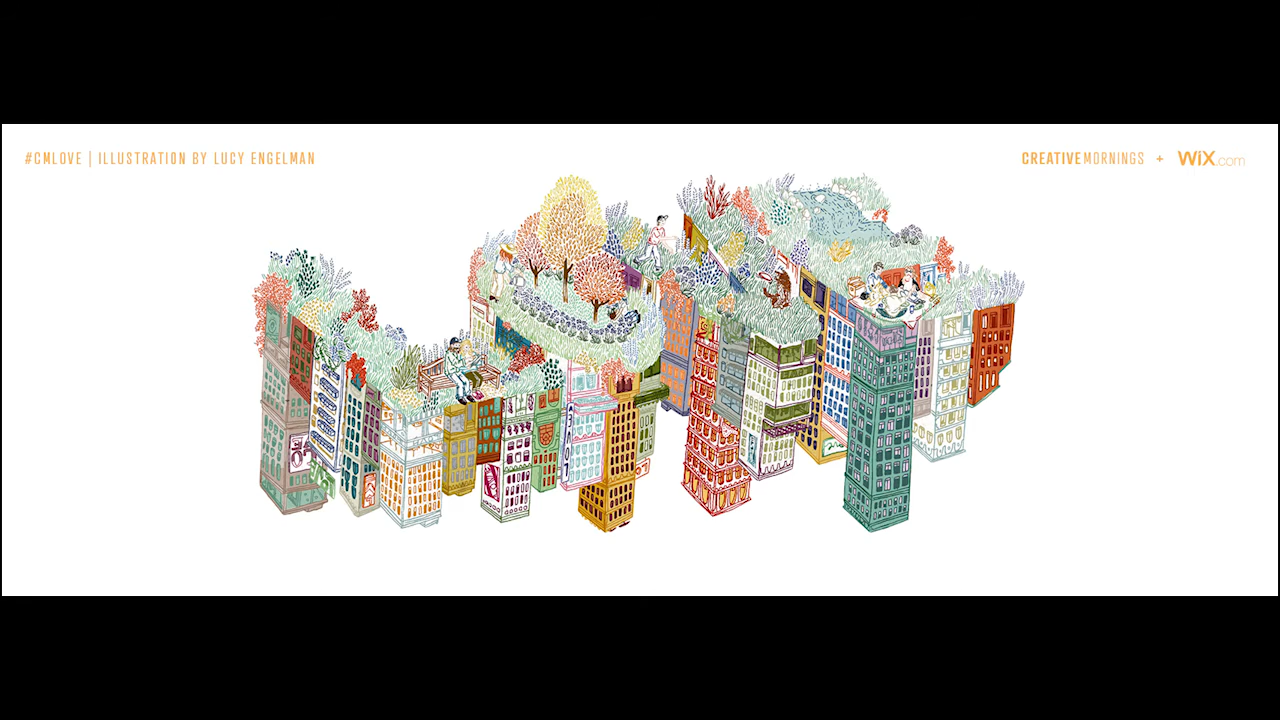 #CMLOVE | ILLUSTRATION BY LUCY ENGELMAN
CREATIVEMORNINGS + WiX.com